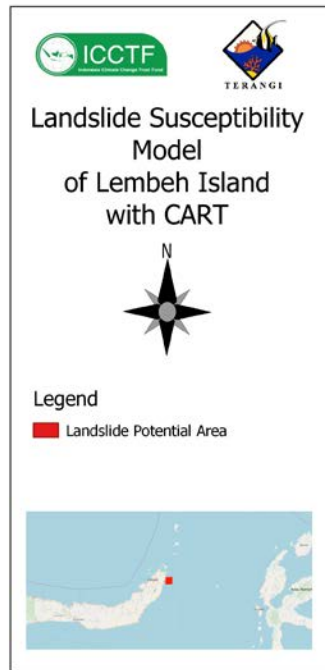 ICCTF
Indonesia Climate Change Trust Fund
TERANGI
Landslide Susceptibility
Model
of Lembeh Island
with CART
N
Legend
Landslide Potential Area